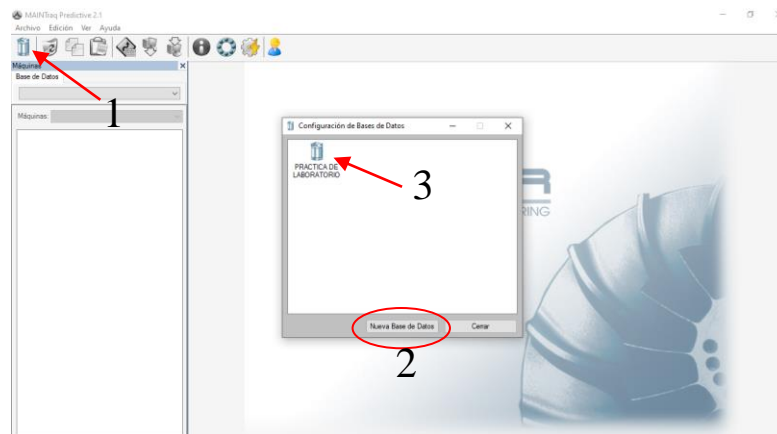 MAINTraq Predictive 2.1
Archivo Edición Ver Ayuda
Máquinas
Base de Datos
1
Máquinas
Configuración de Bases de Datos
PRACTICA DE
LABORATORIO
3
Nueva Base de Datos
Cerrar
2